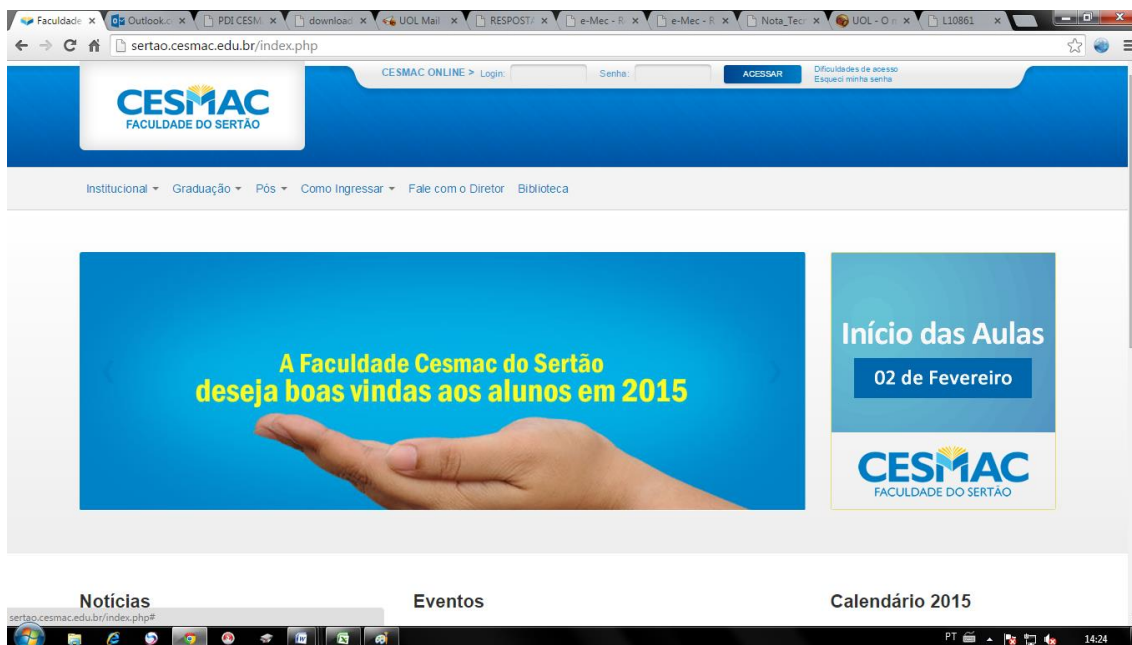 Faculdade Outlook.c PDI CESM download UOL Mail RESPOSTA e-Mec - R e-Mec - R Nota_Tecr UOL - O n L10861
sertao.cesmac.edu.br/index.php
CESMAC ONLINE > Login: Senha: ACESSAR Dificuldades de acesso
Esqueci minha senha
CESMAC
FACULDADE DO SERTÃO
Institucional Graduação Pós Como Ingressar Fale com o Diretor Biblioteca
A Faculdade Cesmac do Sertão
deseja boas vindas aos alunos em 2015
Início das Aulas
02 de Fevereiro
CESMAC
FACULDADE DO SERTÃO
Notícias Eventos Calendário 2015
sertao.cesmac.edu.br/index.php#
PT 14:24